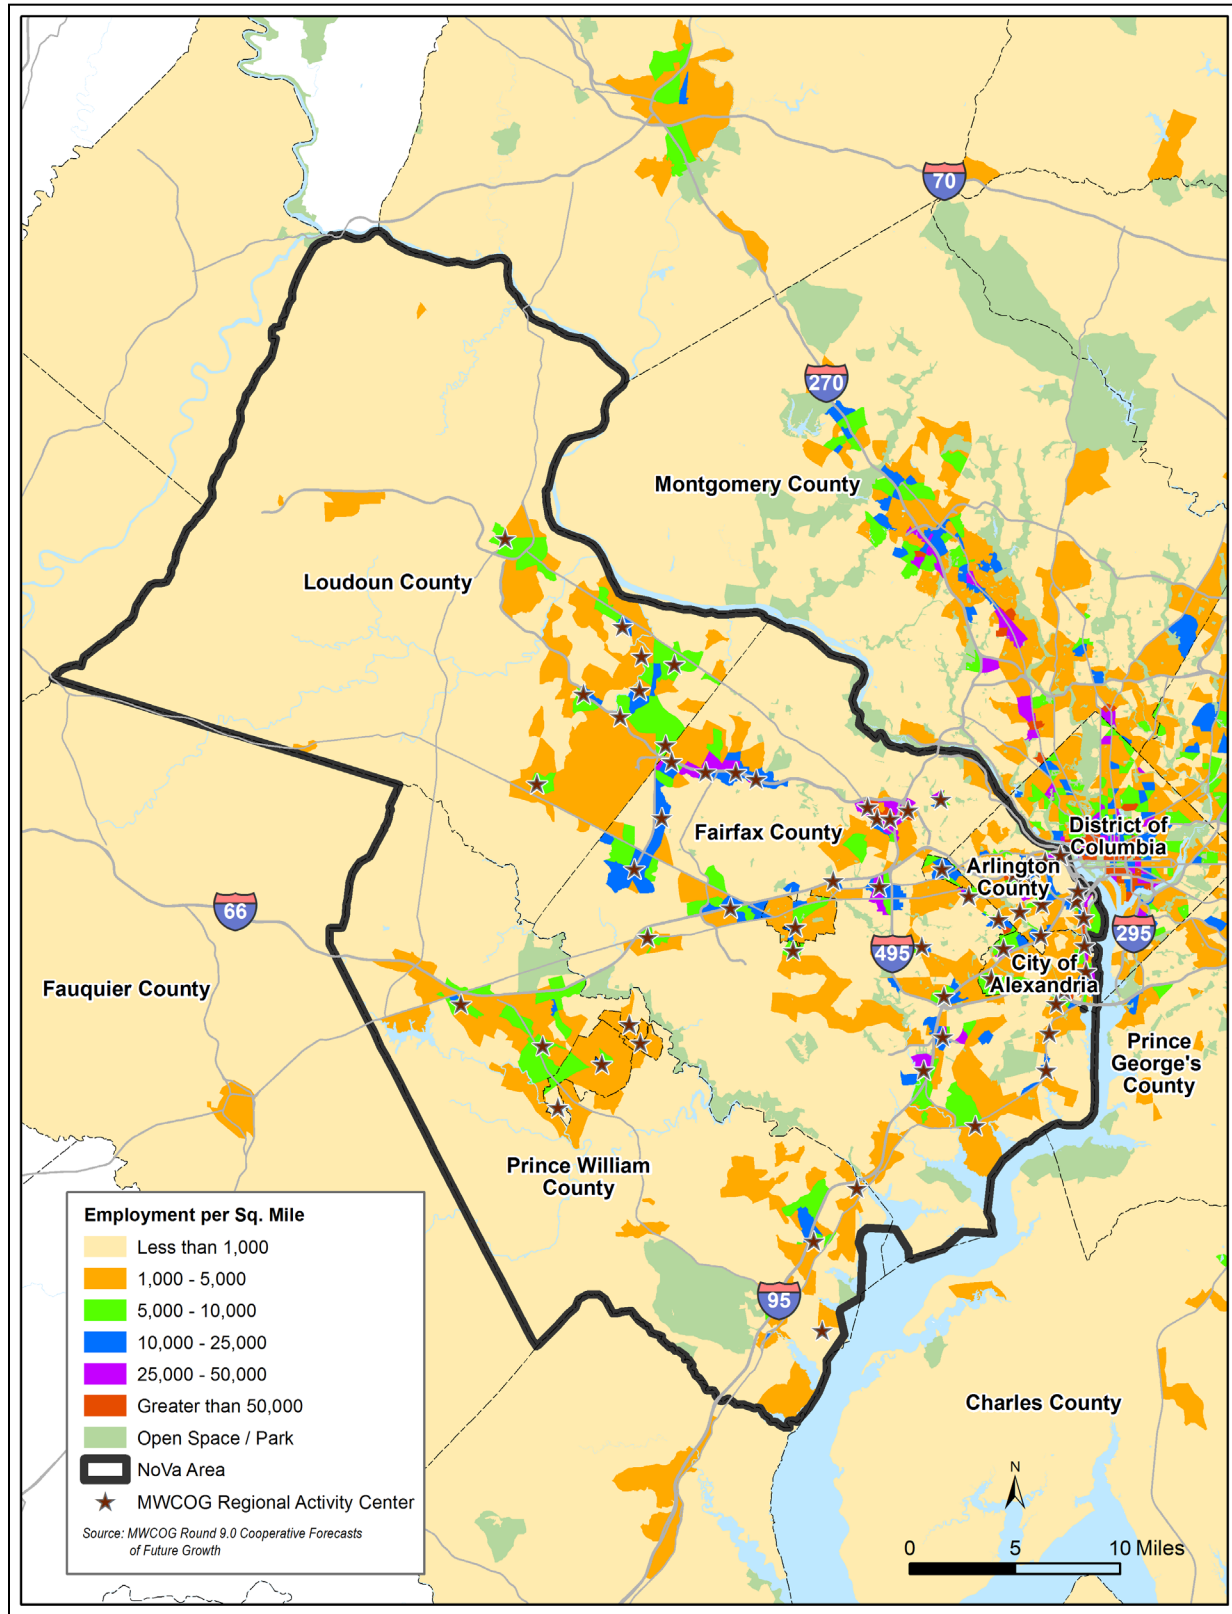 70
270
Montgomery County
Loudoun County
District of
Columbia
Fairfax County
Arlington
County
66
295
495
City of
Alexandria
Fauquier County
Prince
George's
County
Prince William
County
Employment per Sq. Mile
Less than 1,000
1,000 - 5,000
5,000 - 10,000
10,000 - 25,000
25,000 - 50,000
Greater than 50,000
Open Space / Park
NoVa Area
MWCOG Regional Activity Center
Source: MWCOG Round 9.0 Cooperative Forecasts
of Future Growth
95
Charles County
N
0 5 10 Miles